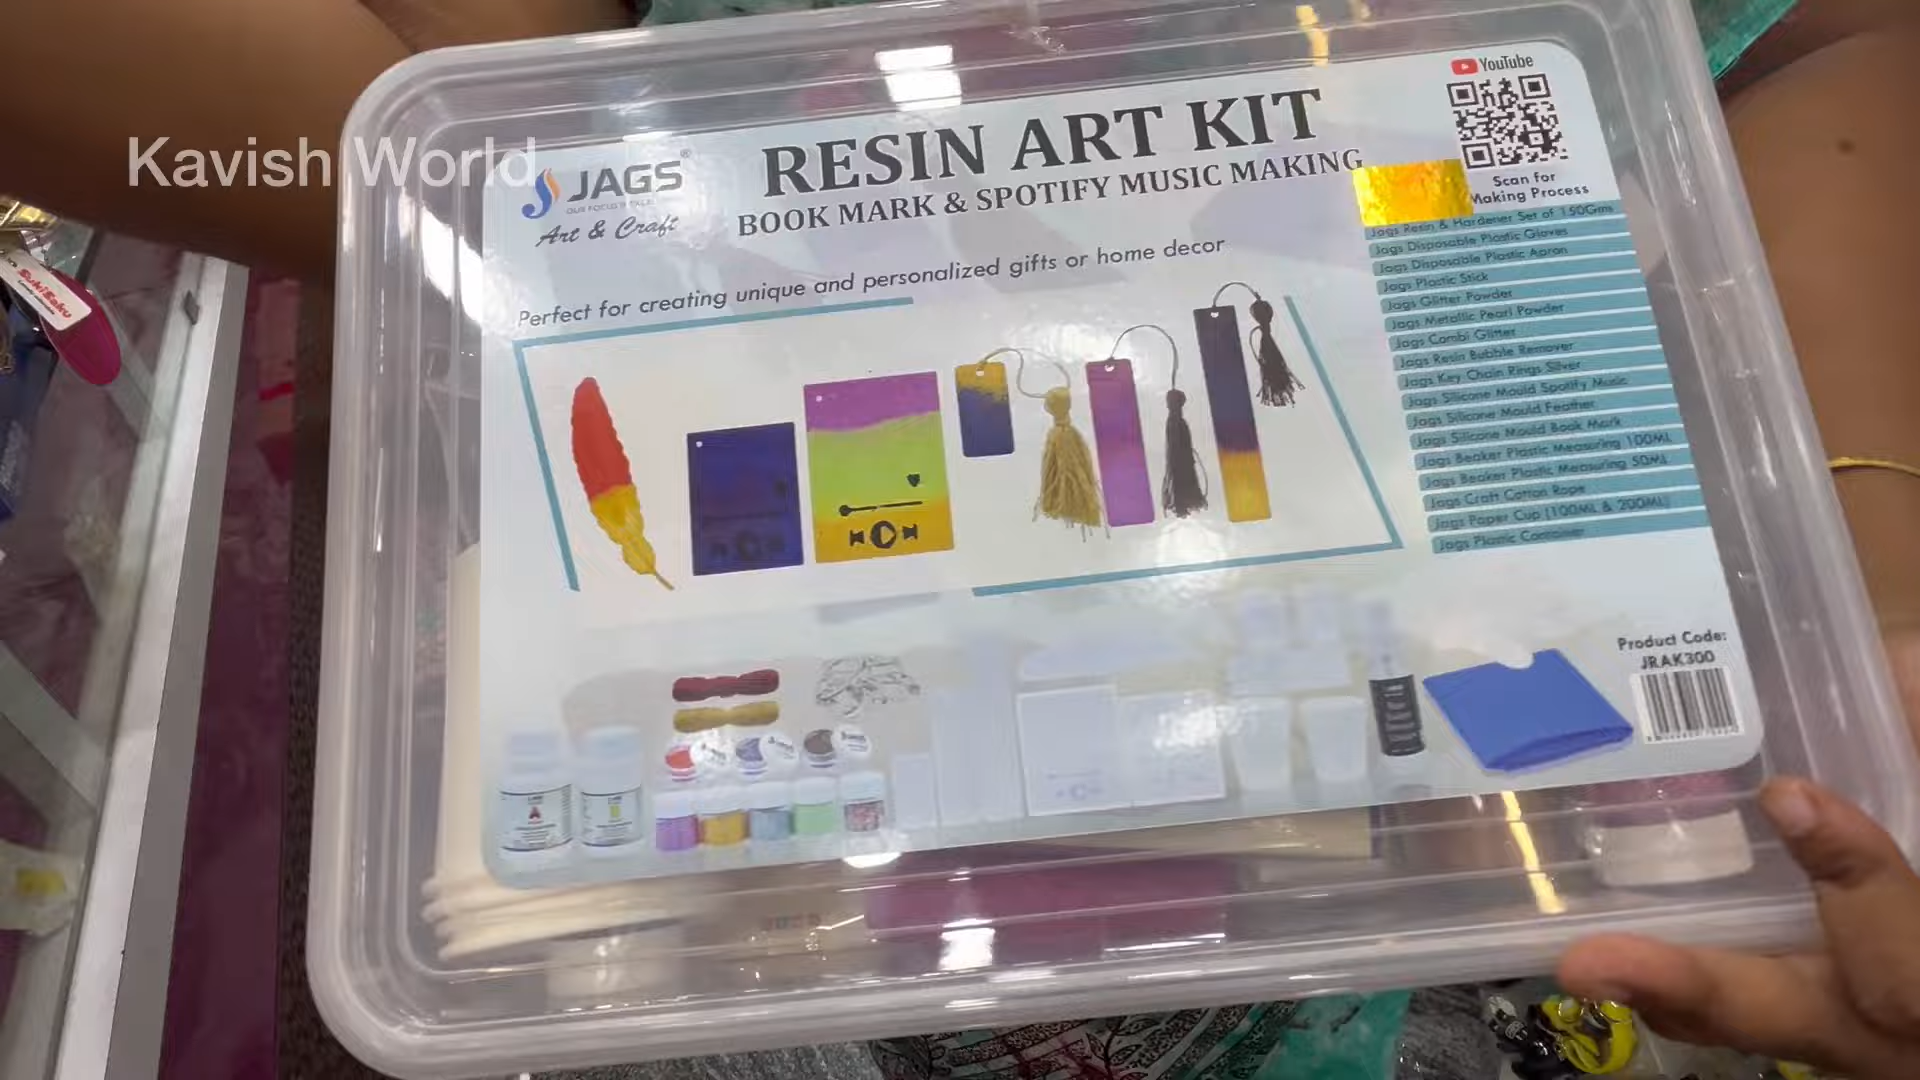 Kavish World
JAGS
Art & Craft
RESIN ART KIT
BOOK MARK & SPOTIFY MUSIC MAKING
Perfect for creating unique and personalized gifts or home decor
YouTube
Scan for
Making Process
Jags Resin & Hardener Set of 150Gms
Jags Disposable Plastic Gloves
Jags Disposable Plastic Apron
Jags Plastic Stick
Jags Glitter Powder
Jags Metallic Pearl Powder
Jags Combi Glitter
Jags Resin Bubble Remover
Jags Key Chain Rings Silver
Jags Silicone Mould Spotify Music
Jags Silicone Mould Feather
Jags Silicone Mould Book Mark
Jags Beaker Plastic Measuring 100ML
Jags Beaker Plastic Measuring 50ML
Jags Craft Cotton Rope
Jags Paper Cup (100ML & 200ML)
Jags Plastic Container
Product Code:
JRAK300
SukiSaku
A